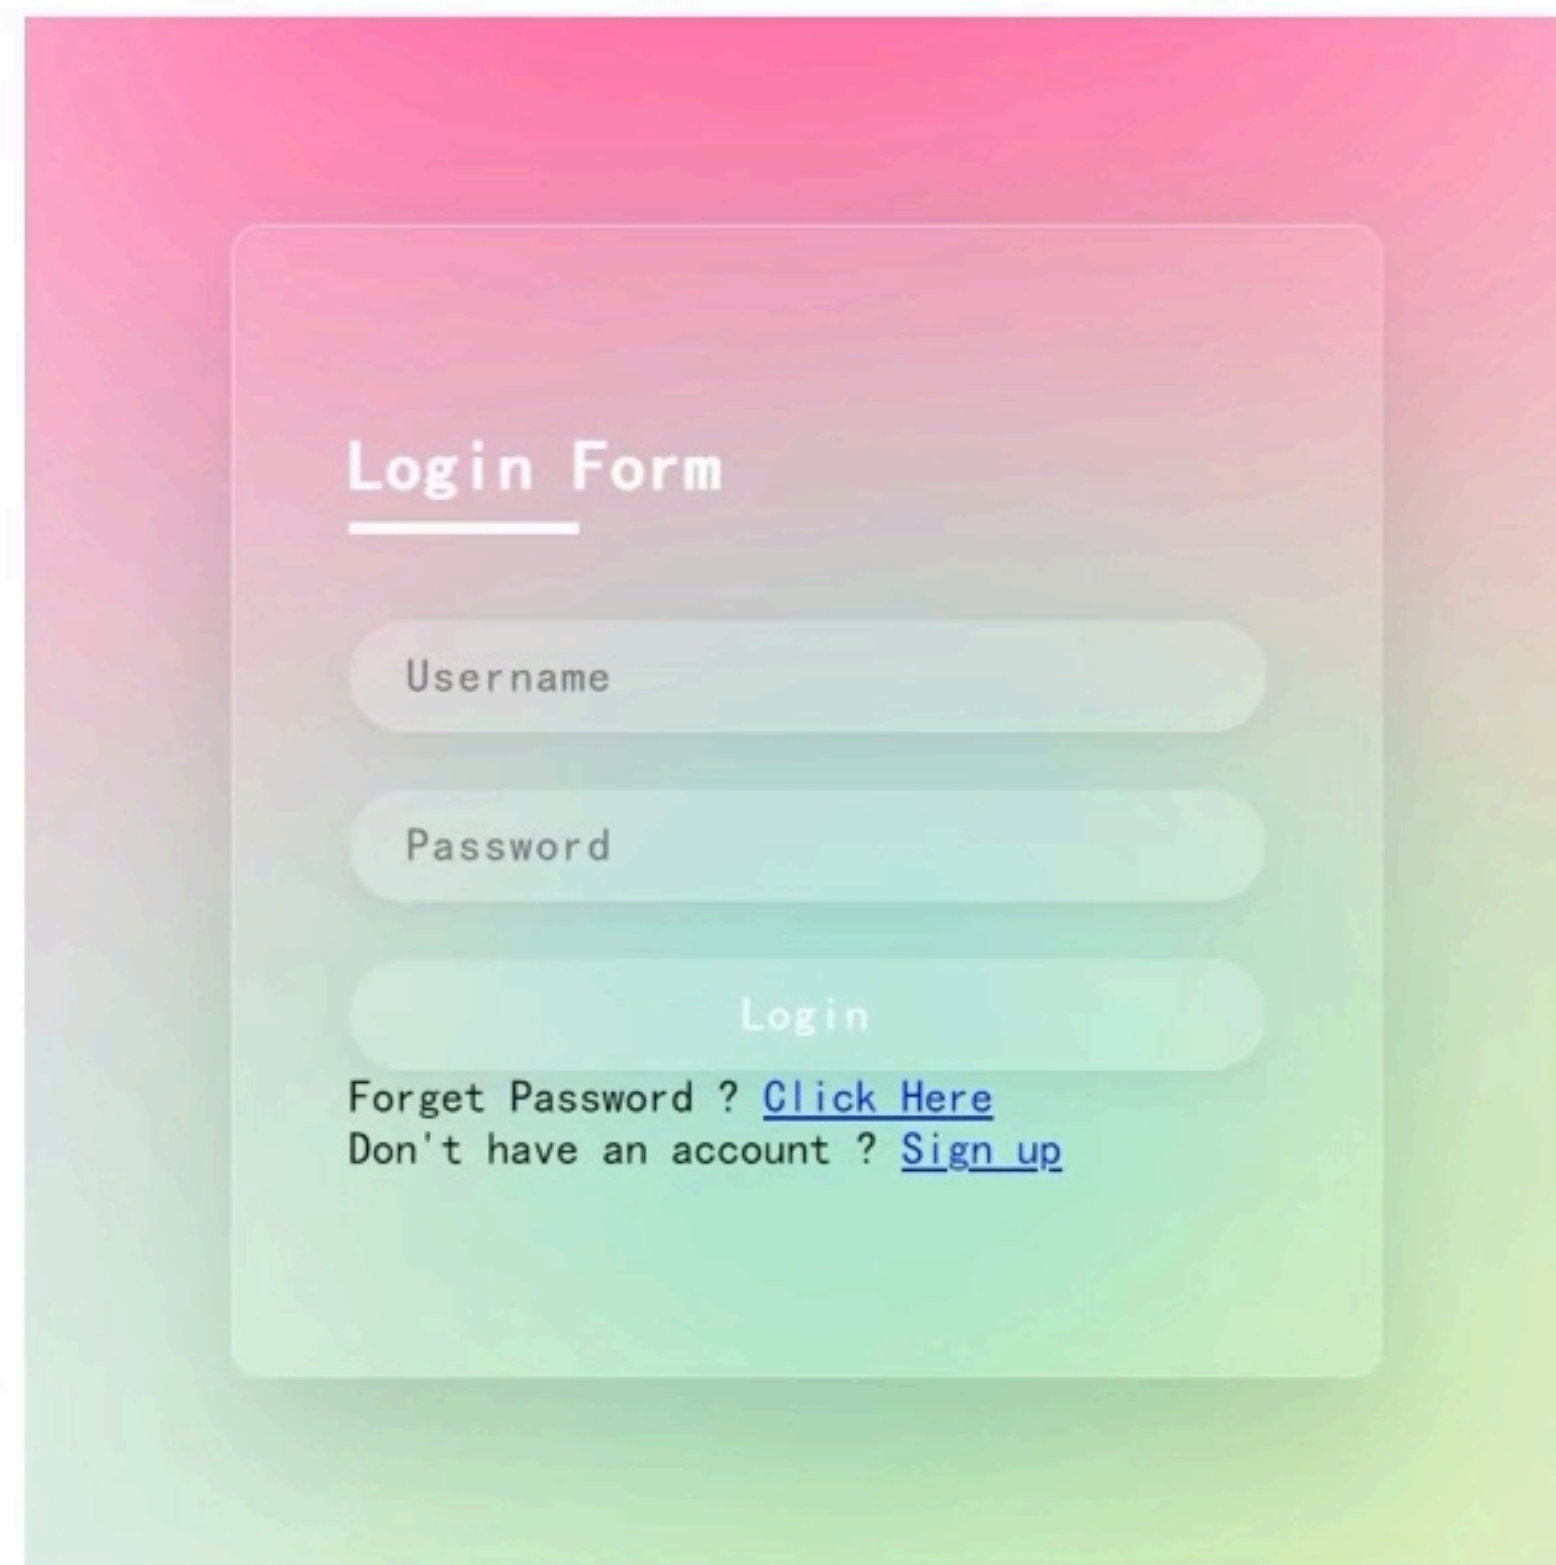 Login Form
Username
Password
Login
Forget Password ? Click Here
Don't have an account ? Sign up